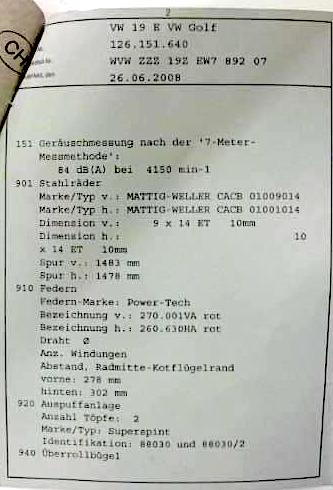 2
CH
VW 19 E VW Golf
126.151.640
WVW ZZZ 19Z EW7 892 07
26.06.2008
151 Geräuschmessung nach der '7-Meter-
Messmethode':
84 dB(A) bei 4150 min-1
901 Stahlräder
Marke/Typ v.: MATTIG-WELLER CACB 01009014
Marke/Typ h.: MATTIG-WELLER CACB 01001014
Dimension v.: 9 x 14 ET 10mm
Dimension h.: 10
x 14 ET 10mm
Spur v.: 1483 mm
Spur h.: 1478 mm
910 Federn
Federn-Marke: Power-Tech
Bezeichnung v.: 270.001VA rot
Bezeichnung h.: 260.630HA rot
Draht Ø
Anz. Windungen
Abstand, Radmitte-Kotflügelrand
vorne: 278 mm
hinten: 302 mm
920 Auspuffanlage
Anzahl Töpfe: 2
Marke/Typ: Superspint
Identifikation: 88030 und 88030/2
940 Überrollbügel